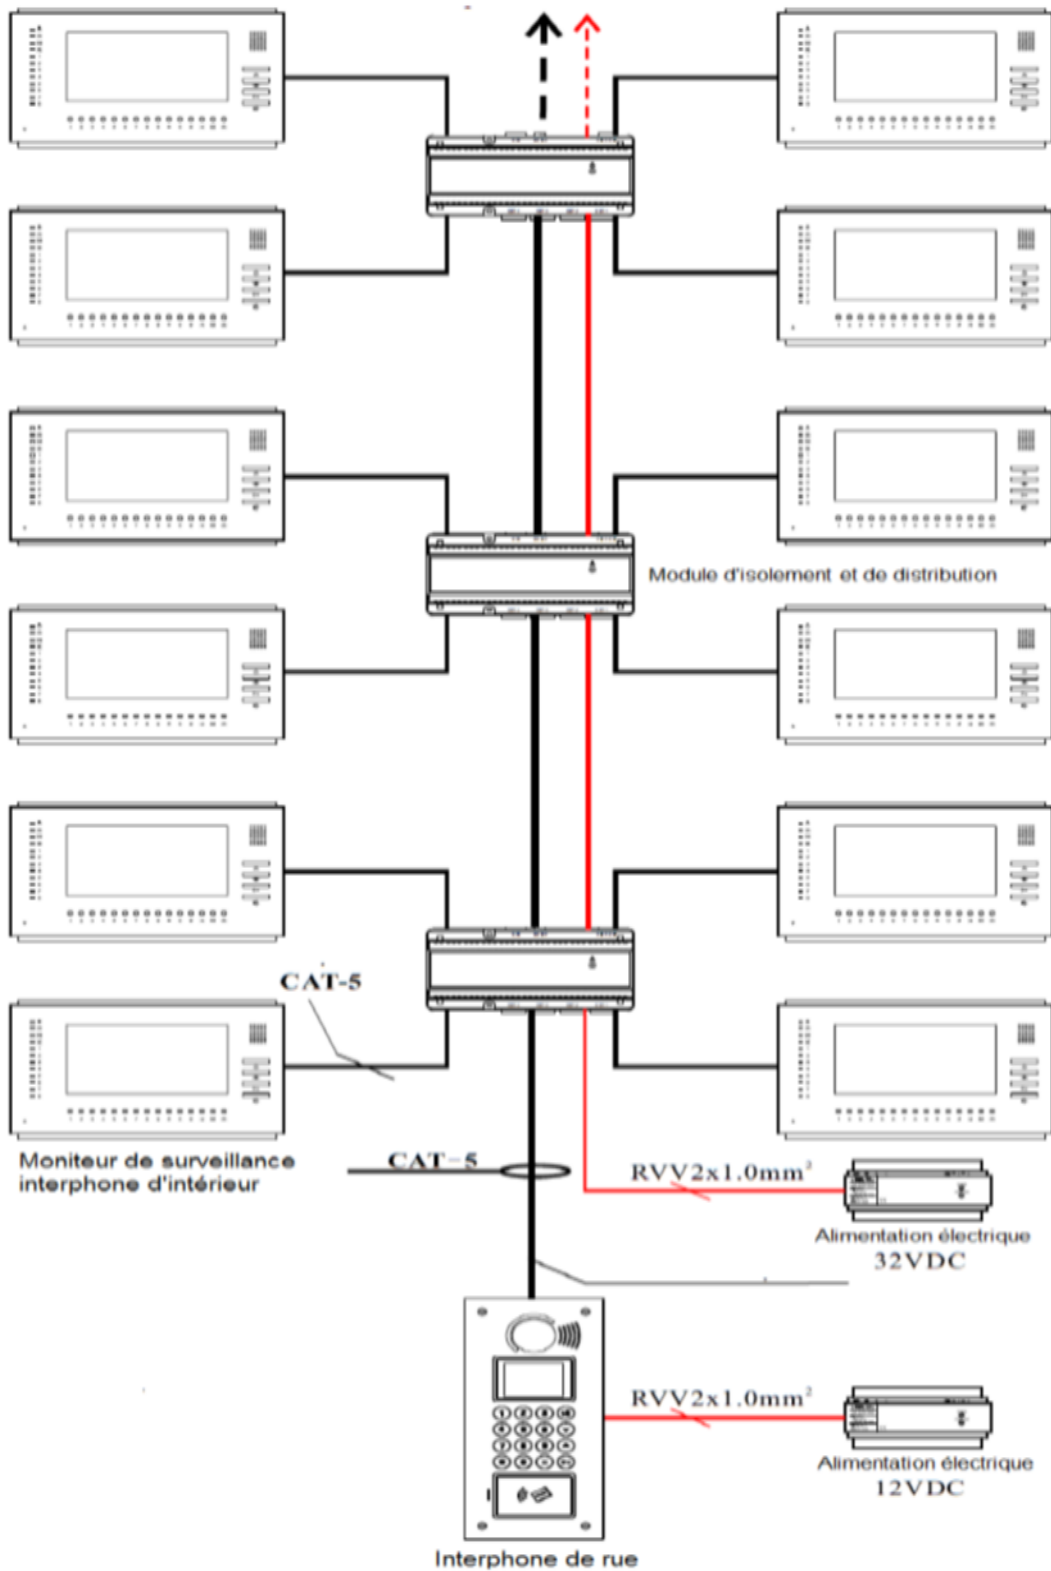 Module d'isolement et de distribution
CAT-5
Moniteur de surveillance
interphone d'intérieur
CAT-5
RVV2x1.0mm²
Alimentation électrique
32VDC
RVV2x1.0mm²
Alimentation électrique
12VDC
Interphone de rue